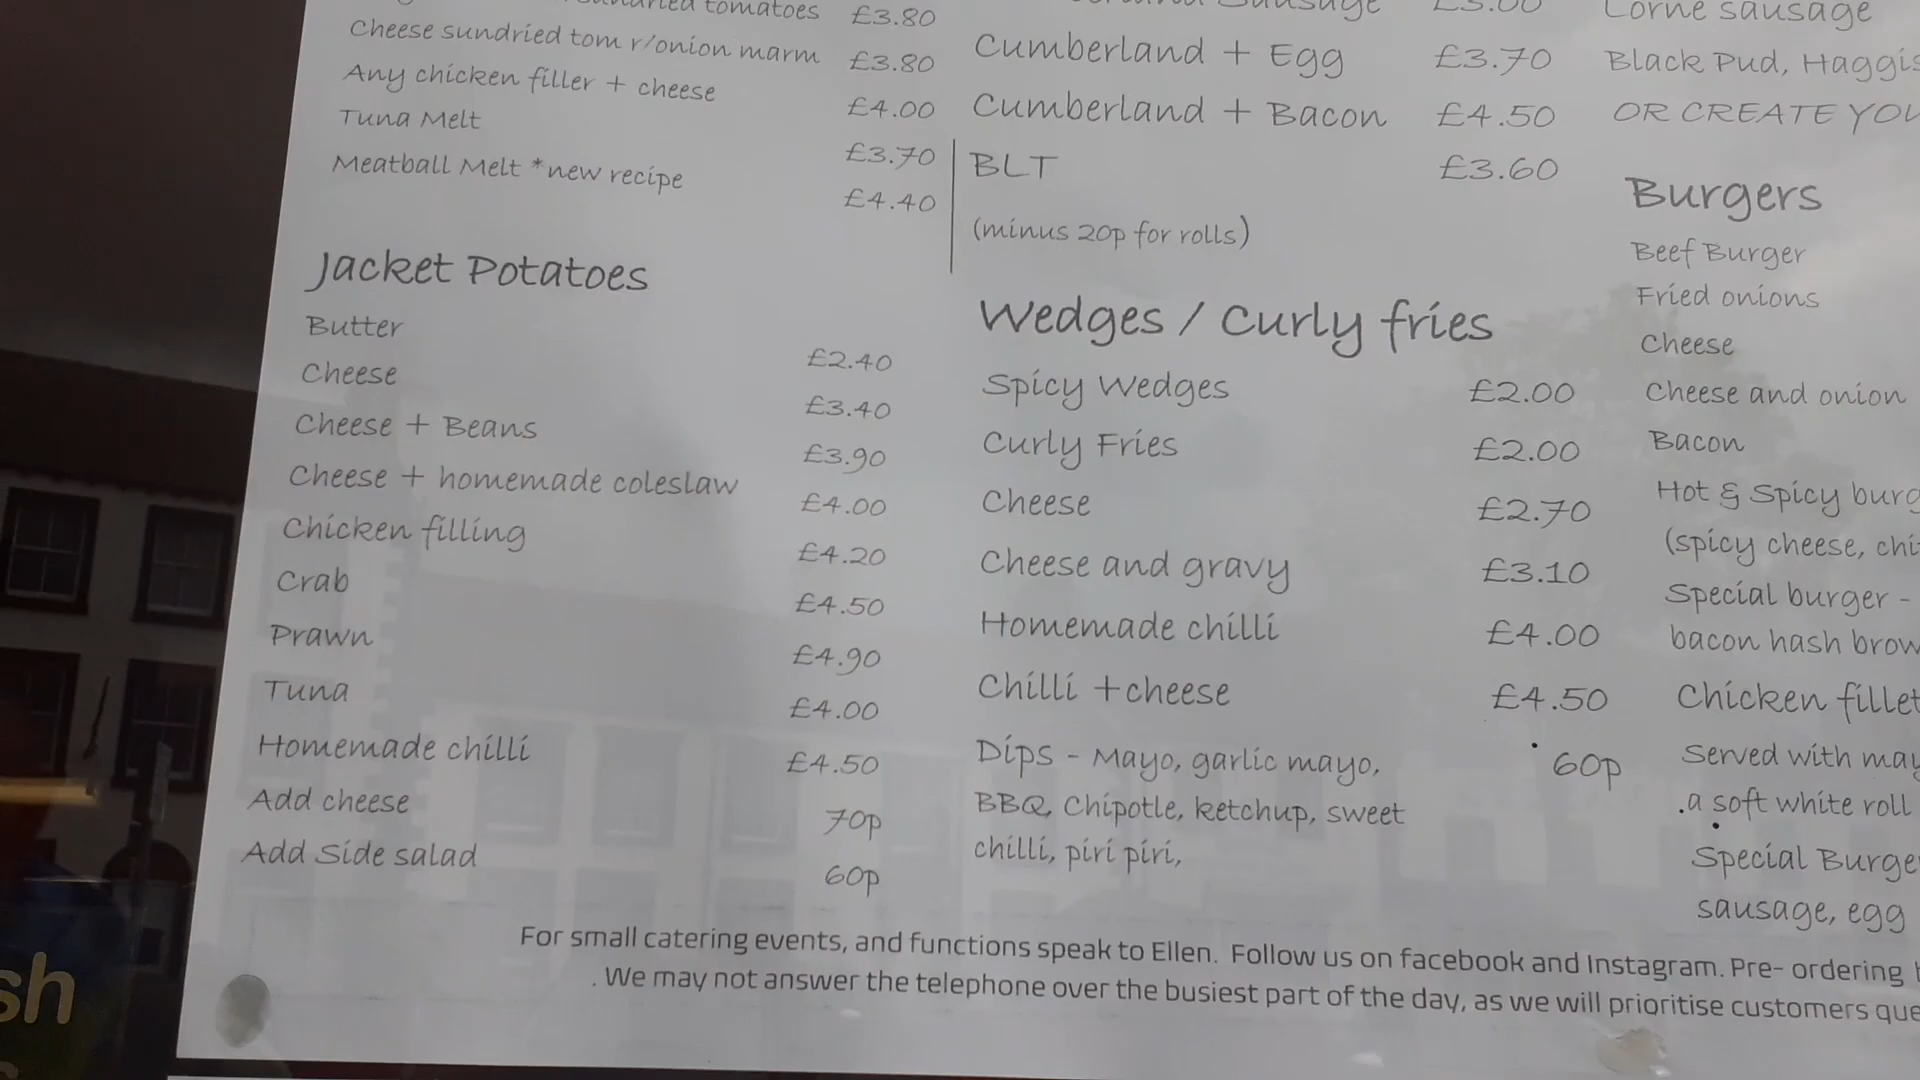 tomatoes £3.80
Cheese sundried tom r/onion marm £3.80
Any chicken filler + cheese £4.00
Tuna Melt £3.70
Meatball Melt *new recipe £4.40
Jacket Potatoes
Butter £2.40
Cheese £3.40
Cheese + Beans £3.90
Cheese + homemade coleslaw £4.00
Chicken filling £4.20
Crab £4.50
Prawn £4.90
Tuna £4.00
Homemade chilli £4.50
Add cheese 70p
Add Side salad 60p
Sausage
Cumberland + Egg £3.70
Cumberland + Bacon £4.50
BLT £3.60
(minus 20p for rolls)
Wedges / Curly fries
Spicy Wedges £2.00
Curly Fries £2.00
Cheese £2.70
Cheese and gravy £3.10
Homemade chilli £4.00
Chilli +cheese £4.50
Dips - Mayo, garlic mayo, 60p
BBQ, Chipotle, ketchup, sweet
chilli, piri piri,
Lorne sausage
Black Pud, Haggis
OR CREATE YOU
Burgers
Beef Burger
Fried onions
Cheese
Cheese and onion
Bacon
Hot & Spicy burg
(spicy cheese, chi
Special burger -
bacon hash brow
Chicken fillet
Served with may
.a soft white roll
Special Burge
sausage, egg
For small catering events, and functions speak to Ellen. Follow us on facebook and Instagram. Pre- ordering
. We may not answer the telephone over the busiest part of the day, as we will prioritise customers que
sh